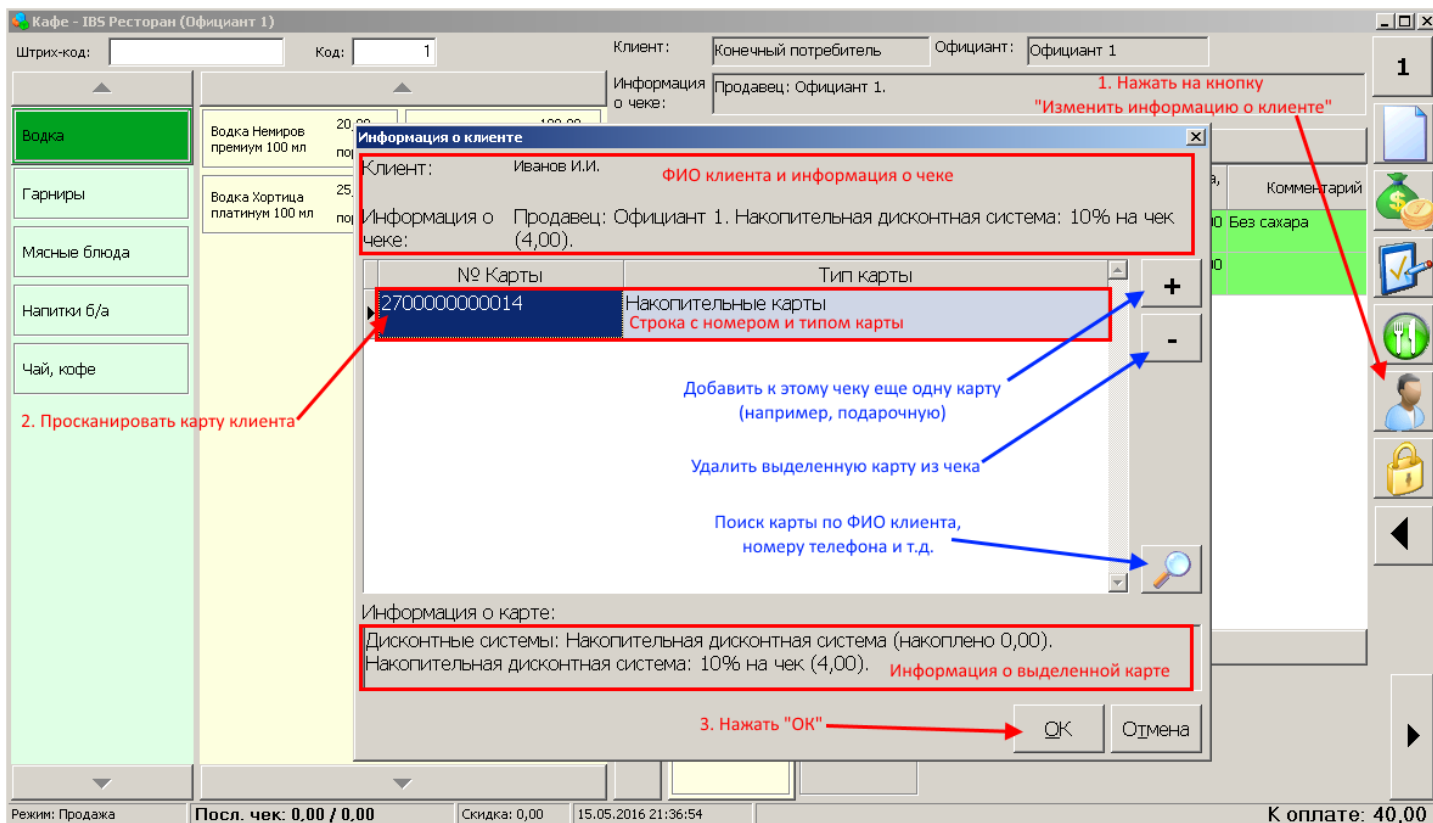 Кафе - IBS Ресторан (Официант 1)
Штрих-код:
Код: 1
Клиент: Конечный потребитель
Официант: Официант 1
1
Информация о чеке: Продавец: Официант 1.
1. Нажать на кнопку
"Изменить информацию о клиенте"
Водка
Гарниры
Мясные блюда
Напитки б/а
Чай, кофе
Водка Немиров
премиум 100 мл
Водка Хортица
платинум 100 мл
Комментарий
Без сахара
Информация о клиенте
Клиент: Иванов И.И.
ФИО клиента и информация о чеке
Информация о чеке: Продавец: Официант 1. Накопительная дисконтная система: 10% на чек
(4,00).
№ Карты Тип карты
2700000000014 Накопительные карты
Строка с номером и типом карты
+
-
2. Просканировать карту клиента
Добавить к этому чеку еще одну карту
(например, подарочную)
Удалить выделенную карту из чека
Поиск карты по ФИО клиента,
номеру телефона и т.д.
Информация о карте:
Дисконтные системы: Накопительная дисконтная система (накоплено 0,00).
Накопительная дисконтная система: 10% на чек (4,00).
Информация о выделенной карте
3. Нажать "ОК"
ОК
Отмена
Режим: Продажа
Посл. чек: 0,00 / 0,00
Скидка: 0,00
15.05.2016 21:36:54
К оплате: 40,00